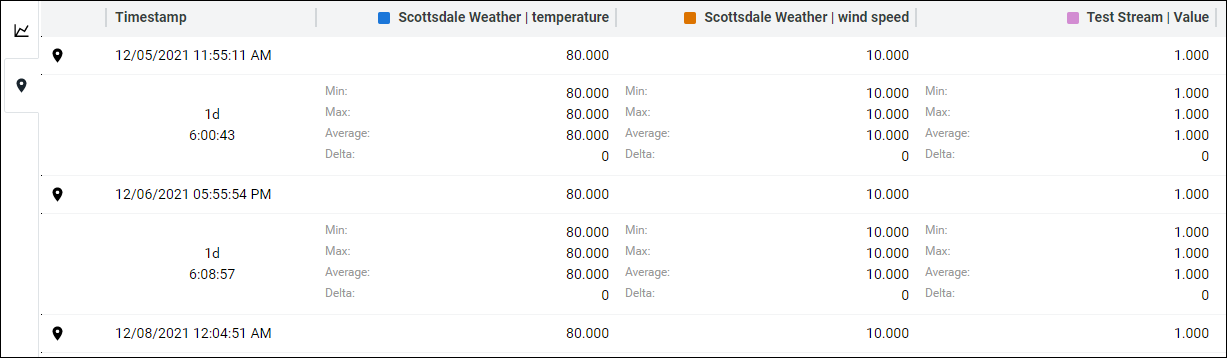 Timestamp Scottsdale Weather | temperature Scottsdale Weather | wind speed Test Stream | Value
12/05/2021 11:55:11 AM 80.000 10.000 1.000
Min: 80.000 Min: 10.000 Min: 1.000
1d Max: 80.000 Max: 10.000 Max: 1.000
6:00:43 Average: 80.000 Average: 10.000 Average: 1.000
Delta: 0 Delta: 0 Delta: 0
12/06/2021 05:55:54 PM 80.000 10.000 1.000
Min: 80.000 Min: 10.000 Min: 1.000
1d Max: 80.000 Max: 10.000 Max: 1.000
6:08:57 Average: 80.000 Average: 10.000 Average: 1.000
Delta: 0 Delta: 0 Delta: 0
12/08/2021 12:04:51 AM 80.000 10.000 1.000